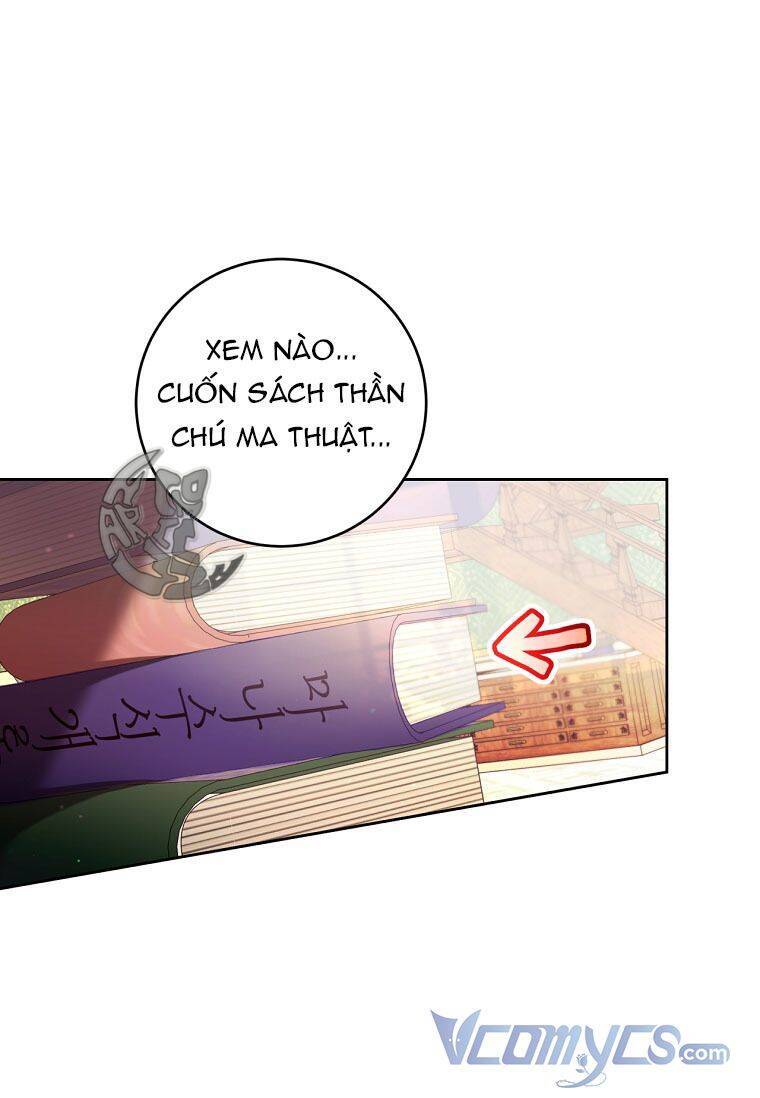 XEM NÀO...
CUỐN SÁCH THẦN
CHÚ MA THUẬT...
마나수식개
VCOMYCS.com